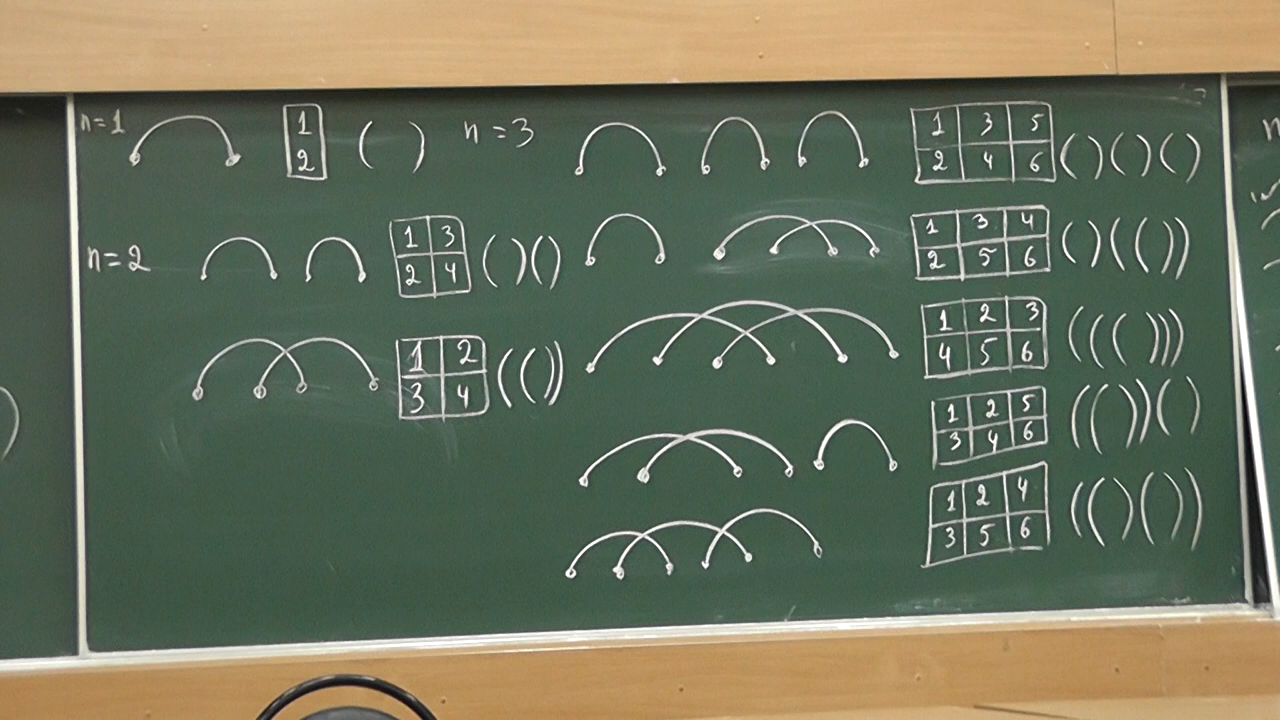 n=1
1
2
( )
n=2
1 3
2 4
( )( )
1 2
3 4
(( ))
n=3
1 3 5
2 4 6
( )( )( )
1 3 4
2 5 6
( )(( ))
1 2 3
4 5 6
((( )))
1 2 5
3 4 6
(( ))( )
1 2 4
3 5 6
(( )( ))
n